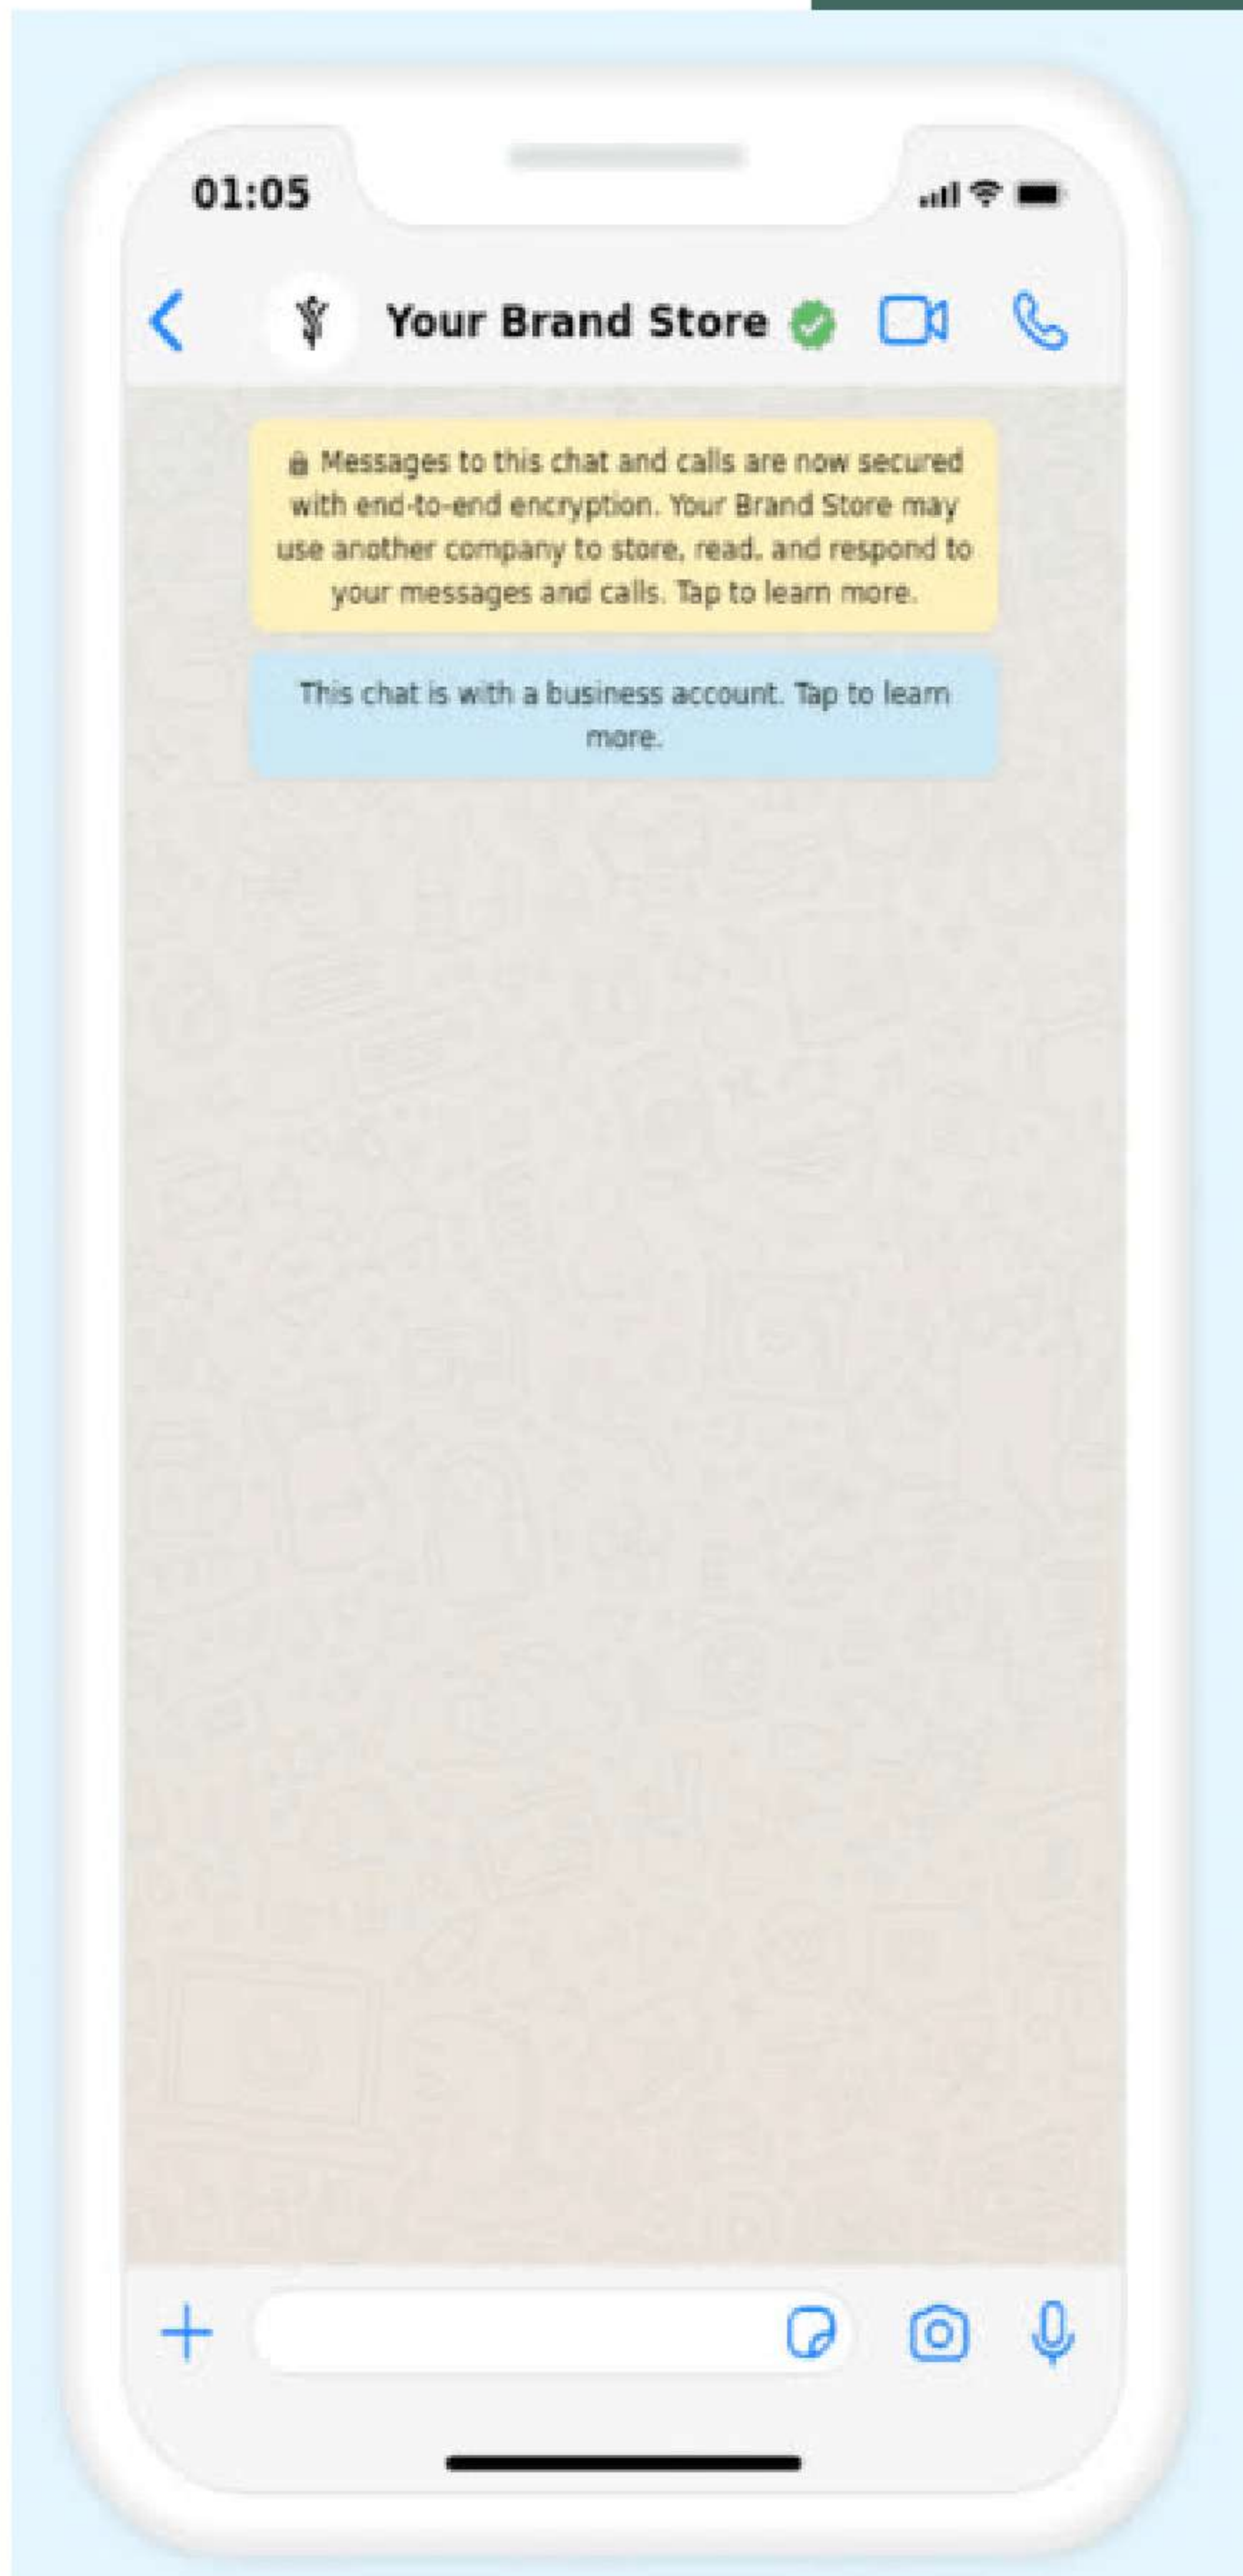 01:05
Your Brand Store
Messages to this chat and calls are now secured
with end-to-end encryption. Your Brand Store may
use another company to store, read, and respond to
your messages and calls. Tap to learn more.
This chat is with a business account. Tap to learn
more.